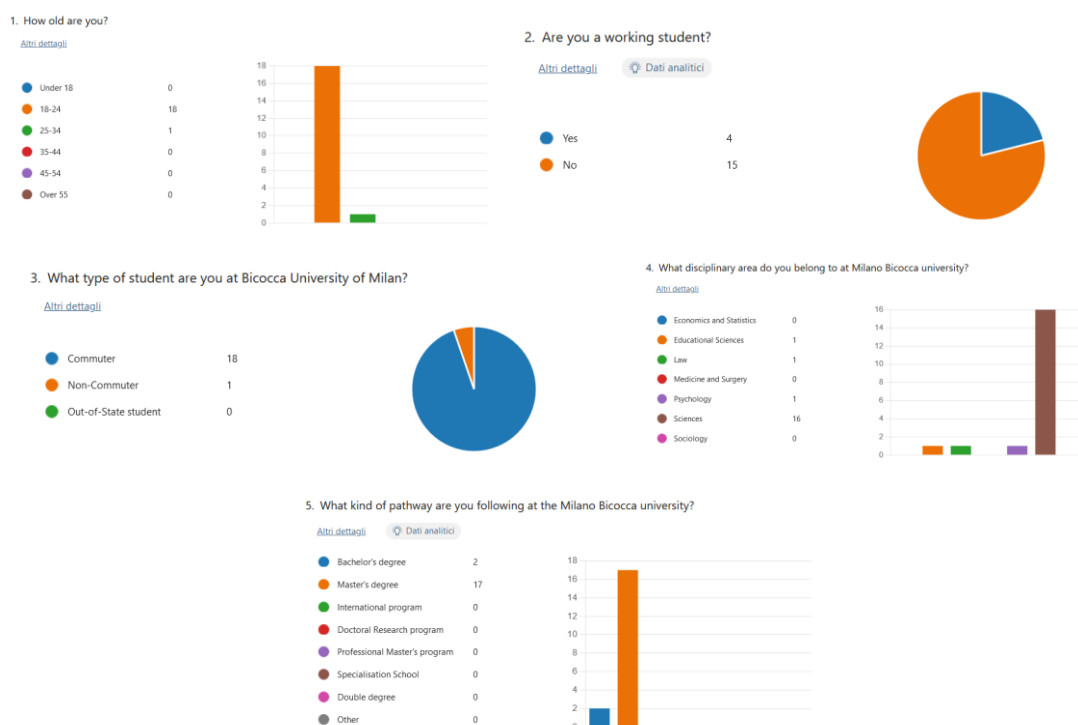 1. How old are you?
Altri dettagli
Under 18 0
18-24 18
25-34 1
35-44 0
45-54 0
Over 55 0
18
16
14
12
10
8
6
4
2
0
2. Are you a working student?
Altri dettagli Dati analitici
Yes 4
No 15
3. What type of student are you at Bicocca University of Milan?
Altri dettagli
Commuter 18
Non-Commuter 1
Out-of-State student 0
4. What disciplinary area do you belong to at Milano Bicocca university?
Altri dettagli
Economics and Statistics 0
Educational Sciences 1
Law 1
Medicine and Surgery 0
Psychology 1
Sciences 16
Sociology 0
16
14
12
10
8
6
4
2
0
5. What kind of pathway are you following at the Milano Bicocca university?
Altri dettagli Dati analitici
Bachelor's degree 2
Master's degree 17
International program 0
Doctoral Research program 0
Professional Master's program 0
Specialisation School 0
Double degree 0
Other 0
18
16
14
12
10
8
6
4
2
0